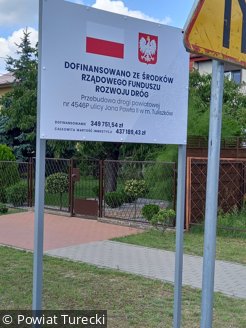 DOFINANSOWANO ZE ŚRODKÓW
RZĄDOWEGO FUNDUSZU
ROZWOJU DRÓG
Przebudowa drogi powiatowej
nr 4546P ulicy Jana Pawła II w m. Tuliszków
DOFINANSOWANIE 349 751,54 zł
CAŁKOWITA WARTOŚĆ INWESTYCJI 437 189,43 zł
© Powiat Turecki